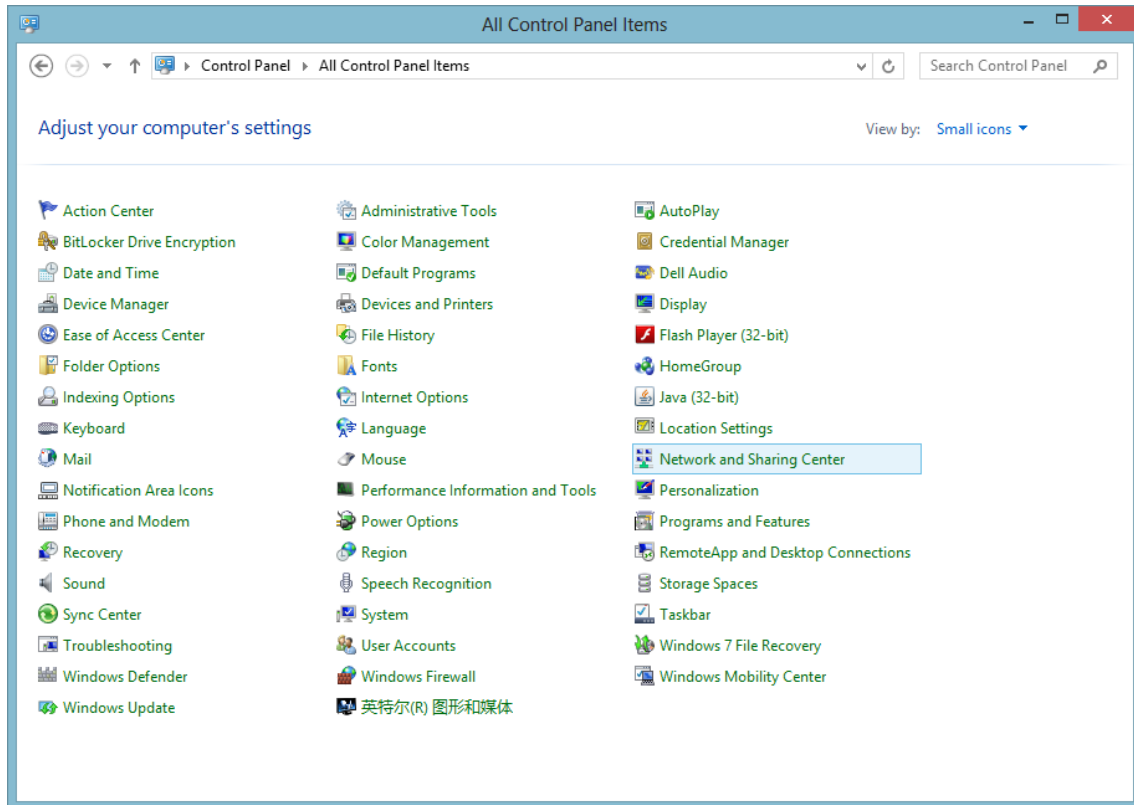 All Control Panel Items
Control Panel All Control Panel Items Search Control Panel
Adjust your computer's settings View by: Small icons
Action Center Administrative Tools AutoPlay
BitLocker Drive Encryption Color Management Credential Manager
Date and Time Default Programs Dell Audio
Device Manager Devices and Printers Display
Ease of Access Center File History Flash Player (32-bit)
Folder Options Fonts HomeGroup
Indexing Options Internet Options Java (32-bit)
Keyboard Language Location Settings
Mail Mouse Network and Sharing Center
Notification Area Icons Performance Information and Tools Personalization
Phone and Modem Power Options Programs and Features
Recovery Region RemoteApp and Desktop Connections
Sound Speech Recognition Storage Spaces
Sync Center System Taskbar
Troubleshooting User Accounts Windows 7 File Recovery
Windows Defender Windows Firewall Windows Mobility Center
Windows Update 英特尔(R) 图形和媒体